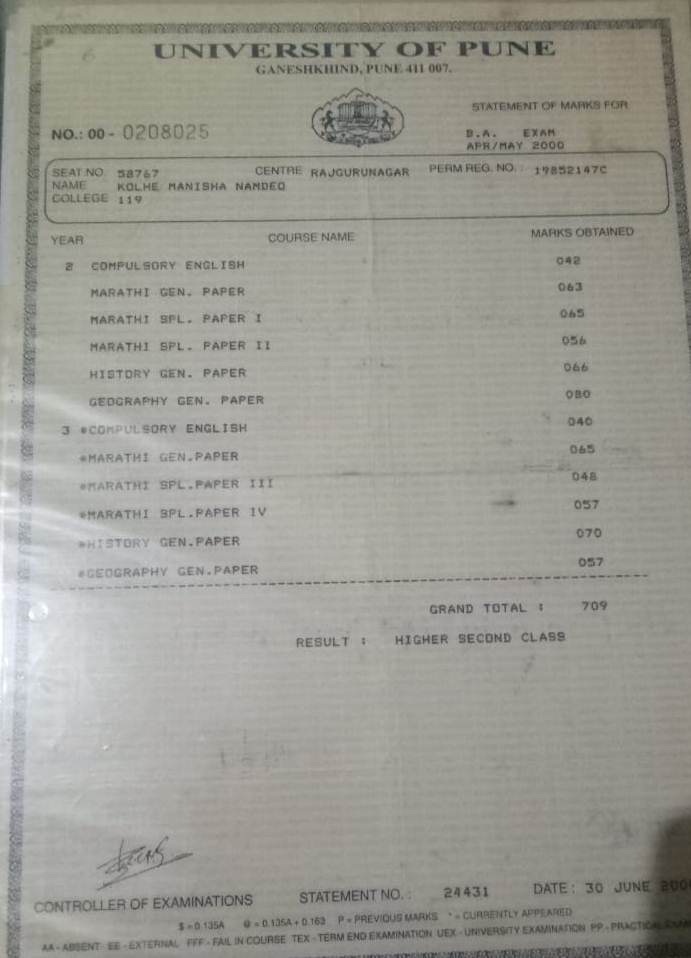 UNIVERSITY OF PUNE
GANESHKHIND, PUNE 411 007.
STATEMENT OF MARKS FOR
NO.: 00 - 0208025
B.A. EXAM
APR/MAY 2000
SEAT NO. 58767 CENTRE RAJGURUNAGAR PERM REG. NO. : 19852147C
NAME KOLHE MANISHA NAMDEO
COLLEGE 119
YEAR COURSE NAME MARKS OBTAINED
2 COMPULSORY ENGLISH 042
MARATHI GEN. PAPER 063
MARATHI SPL. PAPER I 065
MARATHI SPL. PAPER II 056
HISTORY GEN. PAPER 066
GEOGRAPHY GEN. PAPER 080
3 *COMPULSORY ENGLISH 040
*MARATHI GEN.PAPER 065
*MARATHI SPL.PAPER III 048
*MARATHI SPL.PAPER IV 057
*HISTORY GEN.PAPER 070
*GEOGRAPHY GEN.PAPER 057
GRAND TOTAL : 709
RESULT : HIGHER SECOND CLASS
CONTROLLER OF EXAMINATIONS STATEMENT NO. : 24431 DATE : 30 JUNE 2000
$ = 0.135A @ = 0.135A + 0.163 P = PREVIOUS MARKS * = CURRENTLY APPEARED
AA - ABSENT EE - EXTERNAL FFF - FAIL IN COURSE TEX - TERM END EXAMINATION UEX - UNIVERSITY EXAMINATION PP - PRACTICAL